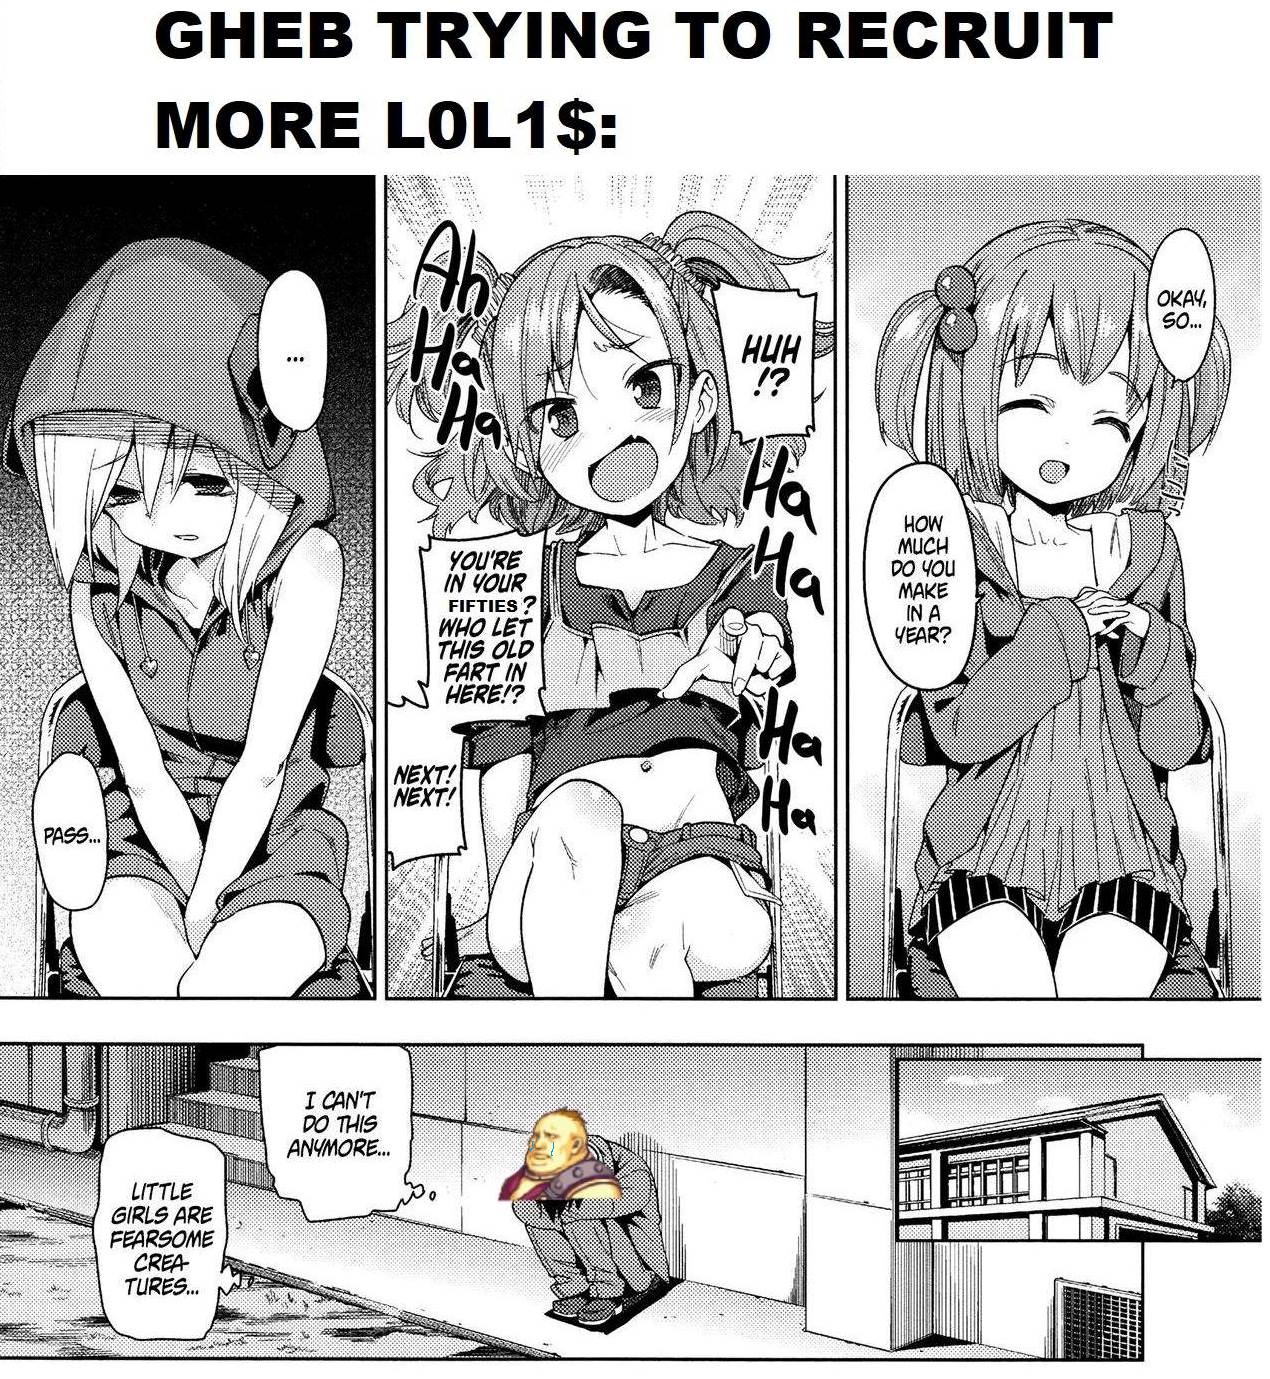 GHEB TRYING TO RECRUIT
MORE L0L1$:
OKAY,
SO...
HOW
MUCH
DO YOU
MAKE
IN A
YEAR?
HUH
!?
Ah
Ha
Ha
Ha
Ha
Ha
Ha
YOU'RE
IN YOUR
FIFTIES?
WHO LET
THIS OLD
FART IN
HERE!?
NEXT!
NEXT!
...
PASS...
I CAN'T
DO THIS
ANYMORE...
LITTLE
GIRLS ARE
FEARSOME
CREA-
TURES...